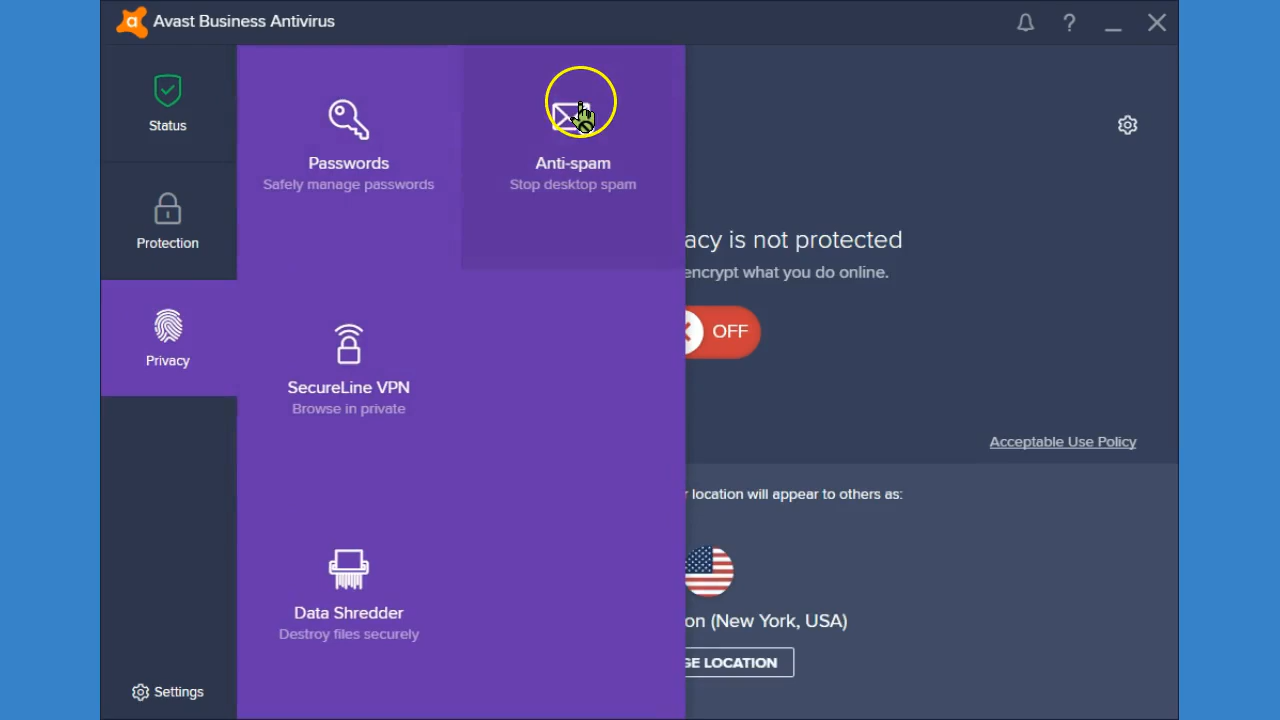 Avast Business Antivirus
Status
Protection
Privacy
Settings
Passwords
Safely manage passwords
Anti-spam
Stop desktop spam
SecureLine VPN
Browse in private
Data Shredder
Destroy files securely
acy is not protected
encrypt what you do online.
OFF
Acceptable Use Policy
r location will appear to others as:
on (New York, USA)
GE LOCATION